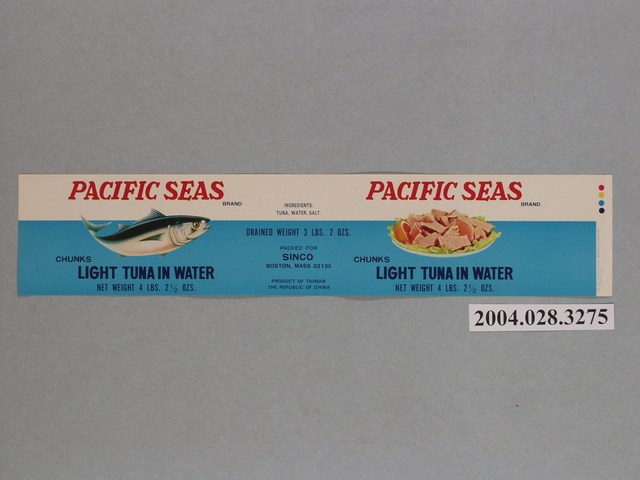 PACIFIC SEAS
BRAND
CHUNKS
LIGHT TUNA IN WATER
NET WEIGHT 4 LBS. 2½ OZS.
INGREDIENTS:
TUNA, WATER, SALT.
DRAINED WEIGHT 3 LBS. 2 OZS.
PACKED FOR
SINCO
BOSTON, MASS 02135
PRODUCT OF TAIWAN
THE REPUBLIC OF CHINA
PACIFIC SEAS
BRAND
CHUNKS
LIGHT TUNA IN WATER
NET WEIGHT 4 LBS. 2½ OZS.
2004.028.3275